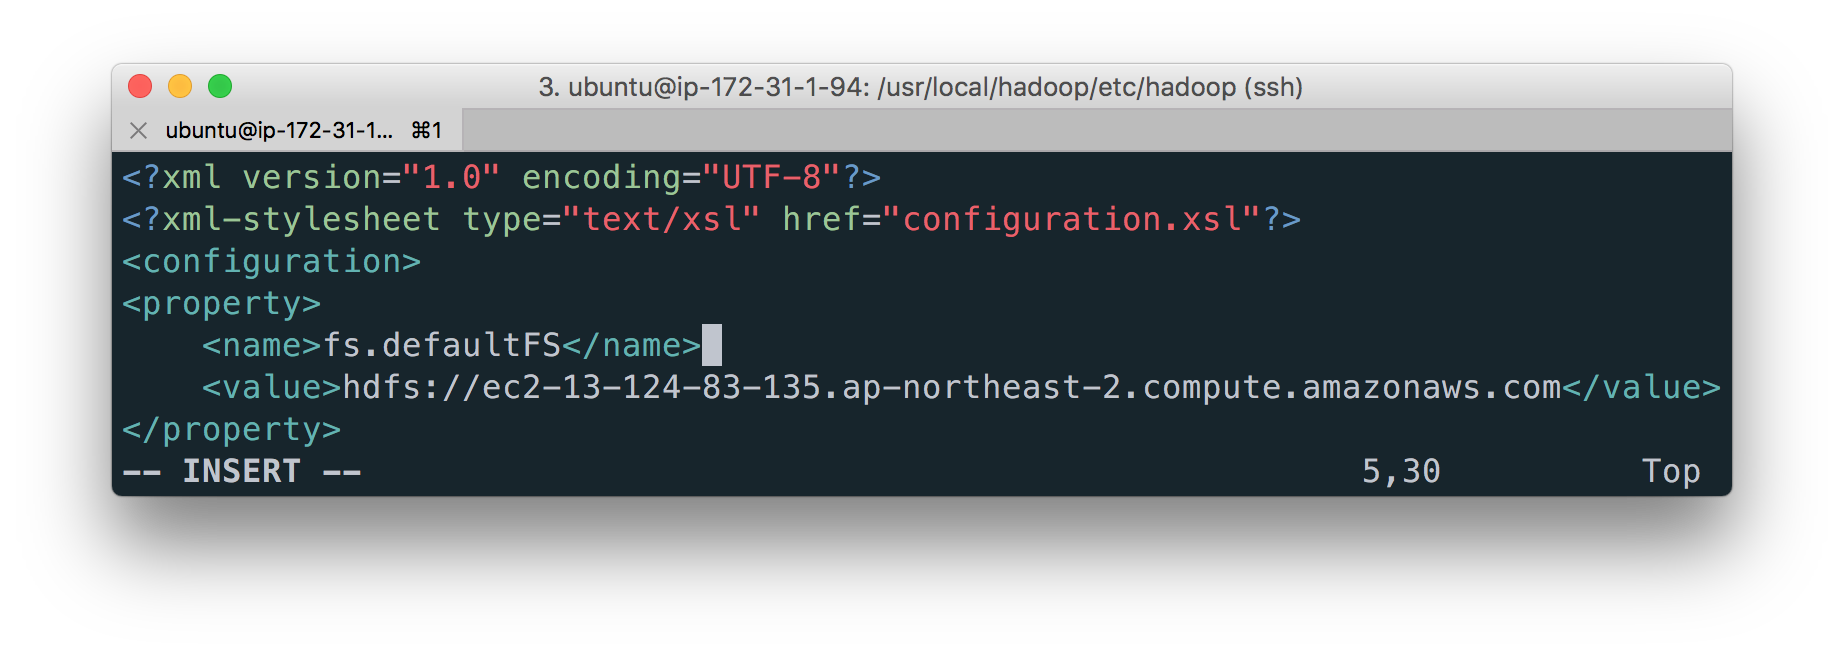 3. ubuntu@ip-172-31-1-94: /usr/local/hadoop/etc/hadoop (ssh)
ubuntu@ip-172-31-1... ⌘1
<?xml version="1.0" encoding="UTF-8"?>
<?xml-stylesheet type="text/xsl" href="configuration.xsl"?>
<configuration>
<property>
    <name>fs.defaultFS</name>
    <value>hdfs://ec2-13-124-83-135.ap-northeast-2.compute.amazonaws.com</value>
</property>
-- INSERT -- 5,30 Top